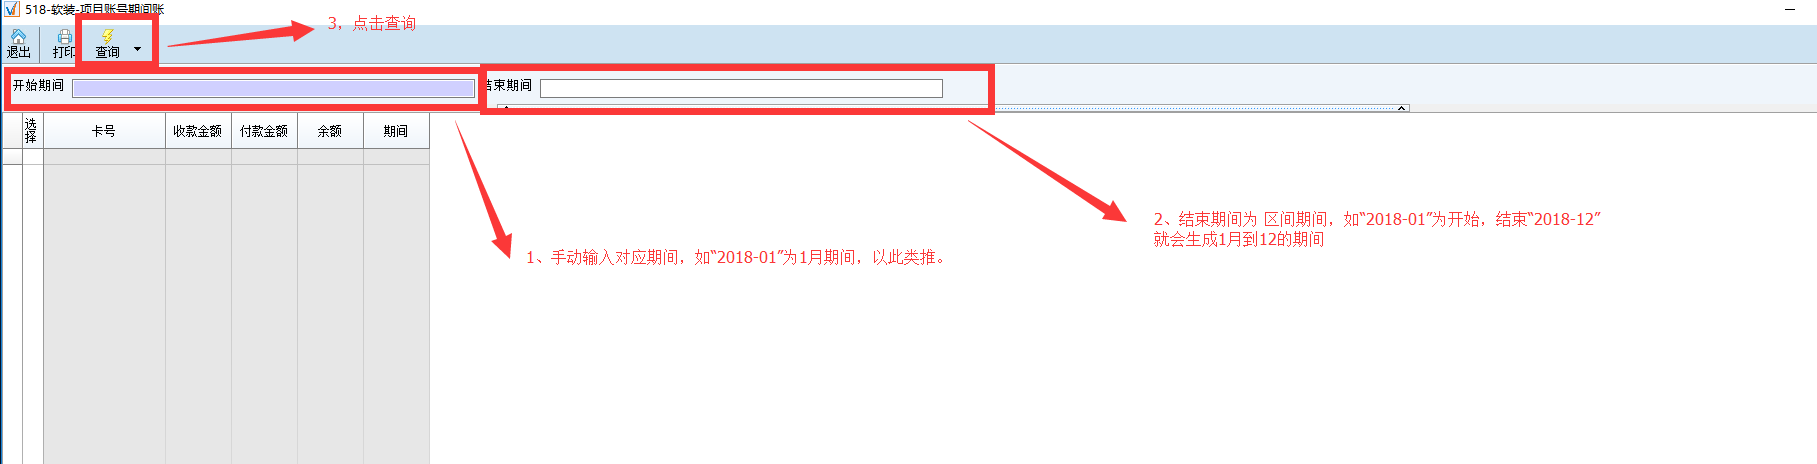 518-软装-项目账号期间账
退出 打印 查询
3，点击查询
开始期间
结束期间
选择 卡号 收款金额 付款金额 余额 期间
2、结束期间为 区间期间，如“2018-01”为开始，结束“2018-12”
就会生成1月到12的期间
1、手动输入对应期间，如“2018-01”为1月期间，以此类推。